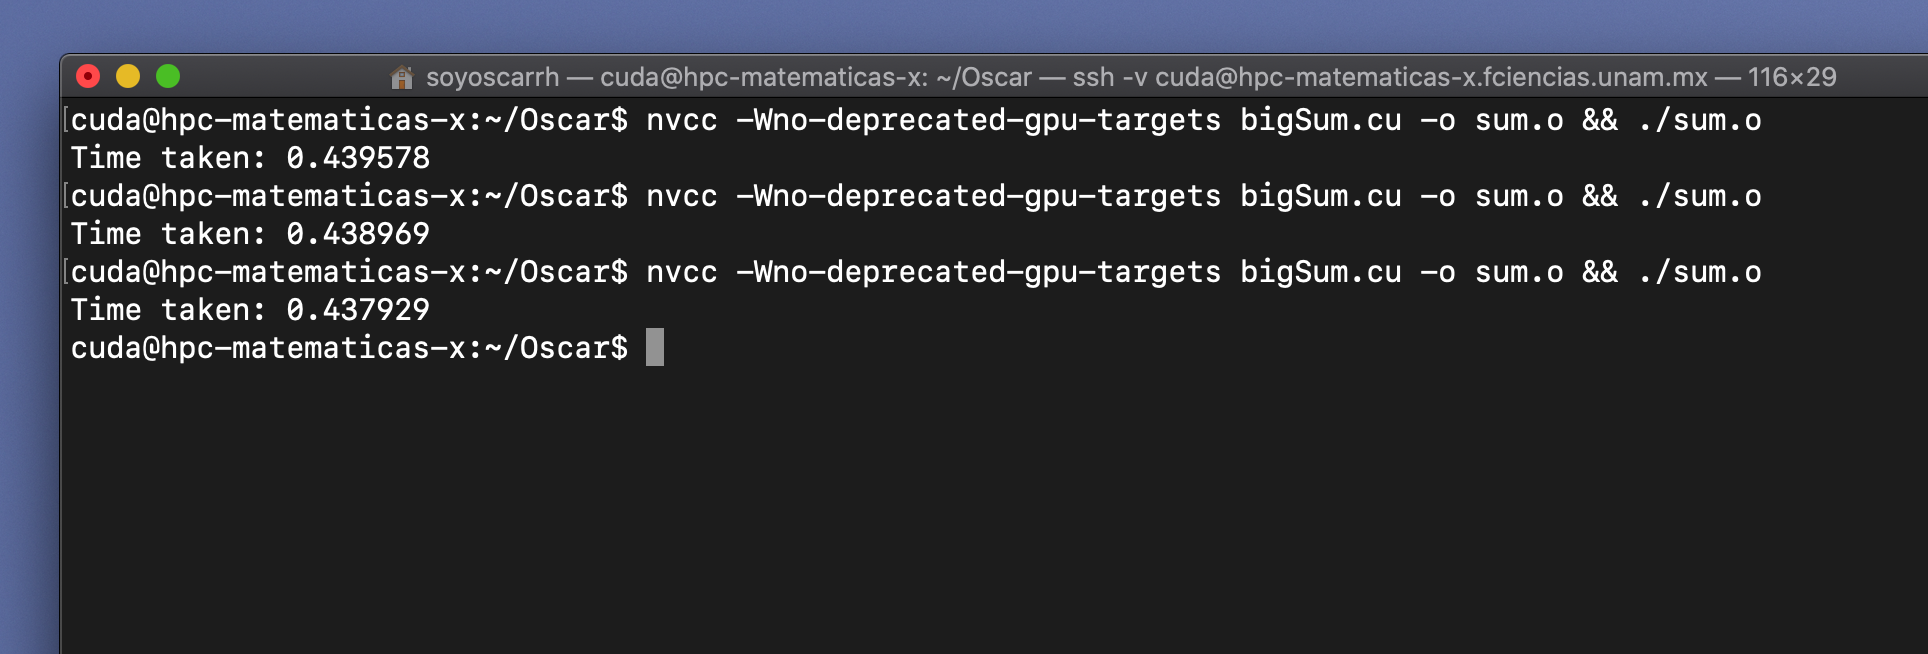 soyoscarrh — cuda@hpc-matematicas-x: ~/Oscar — ssh -v cuda@hpc-matematicas-x.fciencias.unam.mx — 116×29
[cuda@hpc-matematicas-x:~/Oscar$ nvcc -Wno-deprecated-gpu-targets bigSum.cu -o sum.o && ./sum.o
Time taken: 0.439578
[cuda@hpc-matematicas-x:~/Oscar$ nvcc -Wno-deprecated-gpu-targets bigSum.cu -o sum.o && ./sum.o
Time taken: 0.438969
[cuda@hpc-matematicas-x:~/Oscar$ nvcc -Wno-deprecated-gpu-targets bigSum.cu -o sum.o && ./sum.o
Time taken: 0.437929
cuda@hpc-matematicas-x:~/Oscar$